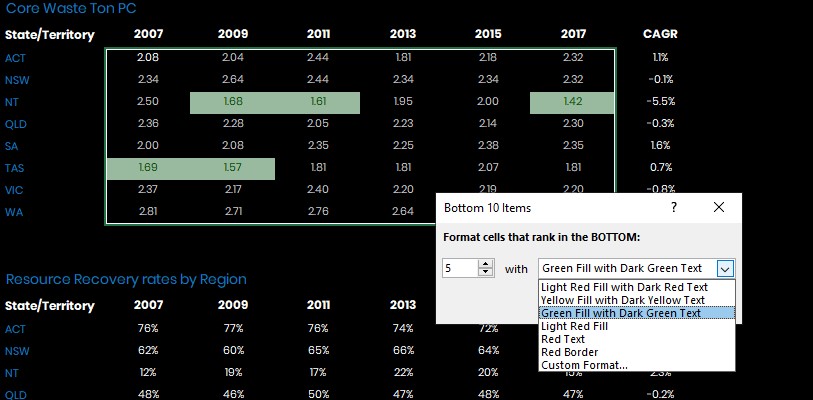 Core Waste Ton PC
State/Territory 2007 2009 2011 2013 2015 2017 CAGR
ACT 2.08 2.04 2.44 1.81 2.18 2.32 1.1%
NSW 2.34 2.64 2.44 2.34 2.34 2.32 -0.1%
NT 2.50 1.68 1.61 1.95 2.00 1.42 -5.5%
QLD 2.36 2.28 2.05 2.23 2.14 2.30 -0.3%
SA 2.00 2.08 2.35 2.25 2.38 2.35 1.6%
TAS 1.69 1.57 1.81 1.81 2.07 1.81 0.7%
VIC 2.37 2.17 2.40 2.20 2.19 2.20 -0.8%
WA 2.81 2.71 2.76 2.64
Bottom 10 Items ? ×
Format cells that rank in the BOTTOM:
5 with Green Fill with Dark Green Text
Light Red Fill with Dark Red Text
Yellow Fill with Dark Yellow Text
Green Fill with Dark Green Text
Light Red Fill
Red Text
Red Border
Custom Format...
Resource Recovery rates by Region
State/Territory 2007 2009 2011 2013
ACT 76% 77% 76% 74% 72%
NSW 62% 60% 65% 66% 64%
NT 12% 19% 17% 22% 20% 15% 2.3%
QLD 48% 46% 50% 47% 48% 47% -0.2%